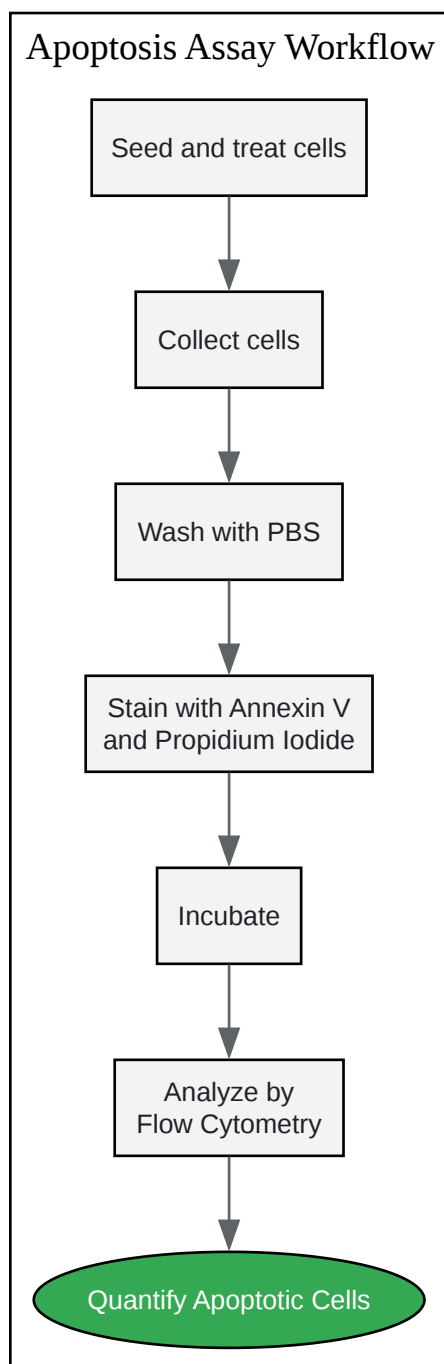 Apoptosis Assay Workflow
Seed and treat cells
Collect cells
Wash with PBS
Stain with Annexin V
and Propidium Iodide
Incubate
Analyze by
Flow Cytometry
Quantify Apoptotic Cells